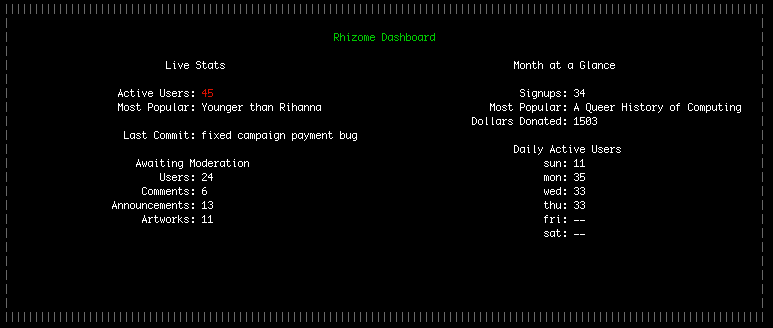 Rhizome Dashboard
Live Stats
Active Users: 45
Most Popular: Younger than Rihanna
Last Commit: fixed campaign payment bug
Awaiting Moderation
Users: 24
Comments: 6
Announcements: 13
Artworks: 11
Month at a Glance
Signups: 34
Most Popular: A Queer History of Computing
Dollars Donated: 1503
Daily Active Users
sun: 11
mon: 35
wed: 33
thu: 33
fri: --
sat: --